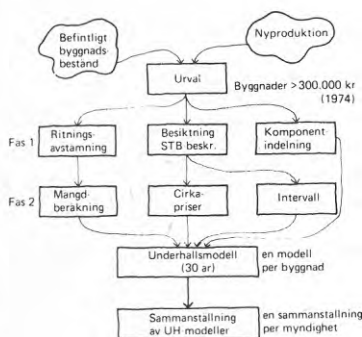 Befintligt
byggnads-
bestånd
Nyproduktion
Urval
Byggnader >300.000 kr
(1974)
Fas 1
Ritnings-
avstämning
Besiktning
STB beskr.
Komponent-
indelning
Fas 2
Mängd-
beräkning
Cirka-
priser
Intervall
Underhallsmodell
(30 ar)
en modell
per byggnad
Sammanställning
av UH-modeller
en sammanställning
per myndighet